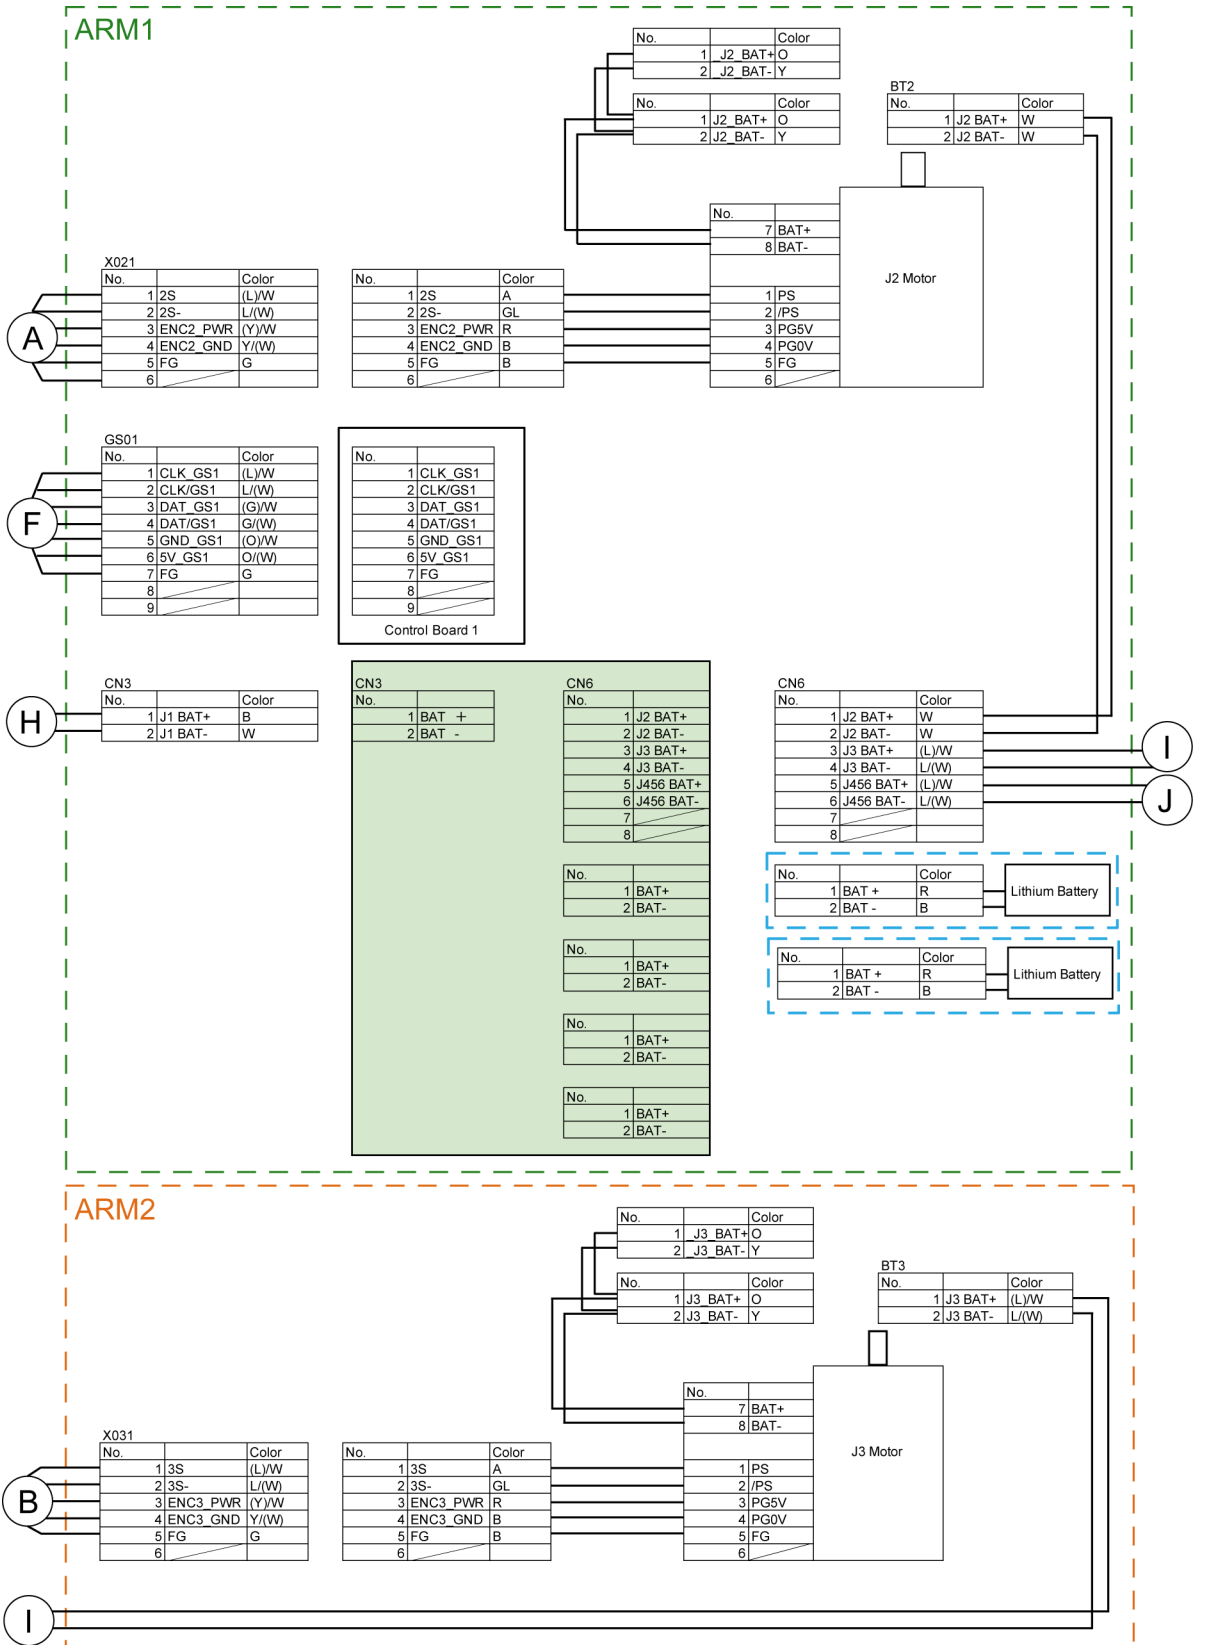 ARM1
No. Color
1 _J2_BAT+ O
2 _J2_BAT- Y
No. Color
1 J2_BAT+ O
2 J2_BAT- Y
BT2
No. Color
1 J2 BAT+ W
2 J2 BAT- W
No.
7 BAT+
8 BAT-
1 PS
2 /PS
3 PG5V
4 PG0V
5 FG
6
J2 Motor
A
X021
No. Color
1 2S (L)/W
2 2S- L/(W)
3 ENC2_PWR (Y)/W
4 ENC2_GND Y/(W)
5 FG G
6
No. Color
1 2S A
2 2S- GL
3 ENC2_PWR R
4 ENC2_GND B
5 FG B
6
F
GS01
No. Color
1 CLK_GS1 (L)/W
2 CLK/GS1 L/(W)
3 DAT_GS1 (G)/W
4 DAT/GS1 G/(W)
5 GND_GS1 (O)/W
6 5V_GS1 O/(W)
7 FG G
8
9
No.
1 CLK_GS1
2 CLK/GS1
3 DAT_GS1
4 DAT/GS1
5 GND_GS1
6 5V_GS1
7 FG
8
9
Control Board 1
H
CN3
No. Color
1 J1 BAT+ B
2 J1 BAT- W
CN3
No.
1 BAT +
2 BAT -
CN6
No.
1 J2 BAT+
2 J2 BAT-
3 J3 BAT+
4 J3 BAT-
5 J456 BAT+
6 J456 BAT-
7
8
No.
1 BAT+
2 BAT-
No.
1 BAT+
2 BAT-
No.
1 BAT+
2 BAT-
No.
1 BAT+
2 BAT-
CN6
No. Color
1 J2 BAT+ W
2 J2 BAT- W
3 J3 BAT+ (L)/W
4 J3 BAT- L/(W)
5 J456 BAT+ (L)/W
6 J456 BAT- L/(W)
7
8
I
J
No. Color
1 BAT + R
2 BAT - B
Lithium Battery
No. Color
1 BAT + R
2 BAT - B
Lithium Battery
ARM2
No. Color
1 _J3_BAT+ O
2 _J3_BAT- Y
No. Color
1 J3_BAT+ O
2 J3_BAT- Y
BT3
No. Color
1 J3 BAT+ (L)/W
2 J3 BAT- L/(W)
No.
7 BAT+
8 BAT-
1 PS
2 /PS
3 PG5V
4 PG0V
5 FG
6
J3 Motor
B
X031
No. Color
1 3S (L)/W
2 3S- L/(W)
3 ENC3_PWR (Y)/W
4 ENC3_GND Y/(W)
5 FG G
6
No. Color
1 3S A
2 3S- GL
3 ENC3_PWR R
4 ENC3_GND B
5 FG B
6
I